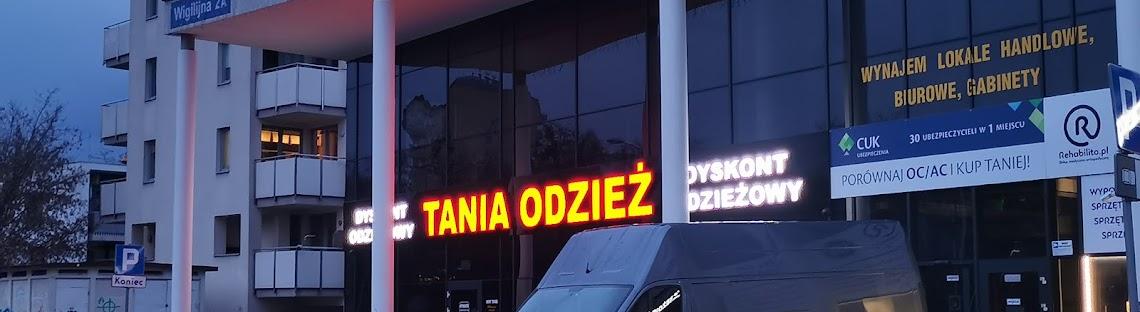 Wigilijna 2A
WYNAJEM LOKALE HANDLOWE,
BIUROWE, GABINETY
CUK
UBEZPIECZENIA
30 UBEZPIECZYCIELI W 1 MIEJSCU
PORÓWNAJ OC/AC I KUP TANIEJ!
R
Rehabilito.pl
P
DYSKONT
ODZIEŻOWY
TANIA ODZIEŻ
DYSKONT
ODZIEŻOWY
P
Koniec